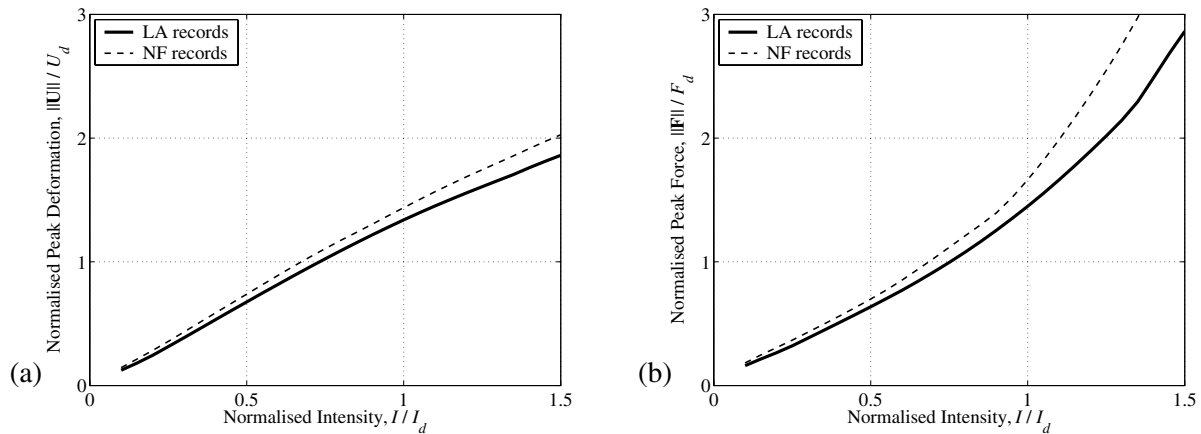 3
2
1
0
0
0.5
1
1.5
Normalised Peak Deformation, ||U|| / U_d
Normalised Intensity, I / I_d
LA records
NF records
(a)
3
2
1
0
0
0.5
1
1.5
Normalised Peak Force, ||F|| / F_d
Normalised Intensity, I / I_d
LA records
NF records
(b)